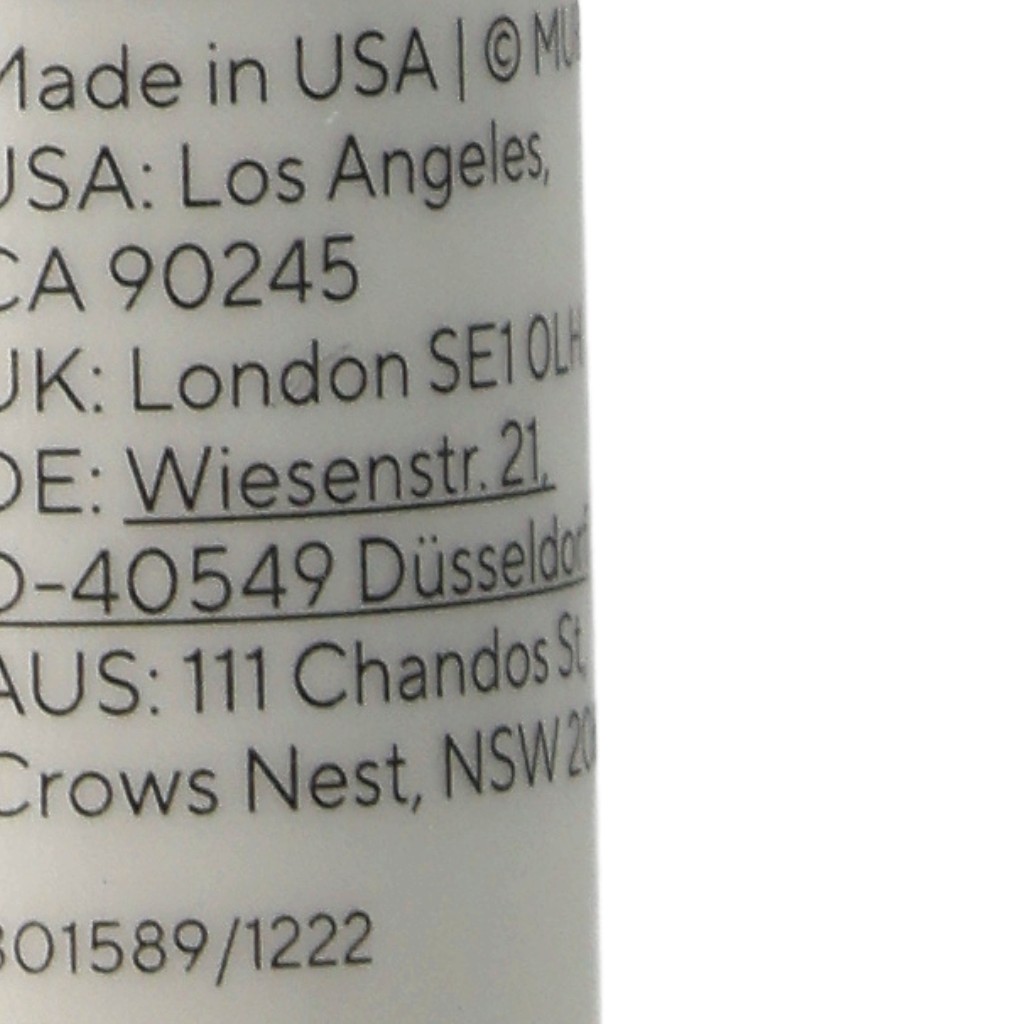 Made in USA | ©
USA: Los Angeles,
CA 90245
UK: London SE1 0LH
DE: Wiesenstr. 21,
D-40549 Düsseldorf
AUS: 111 Chandos St,
Crows Nest, NSW
301589/1222